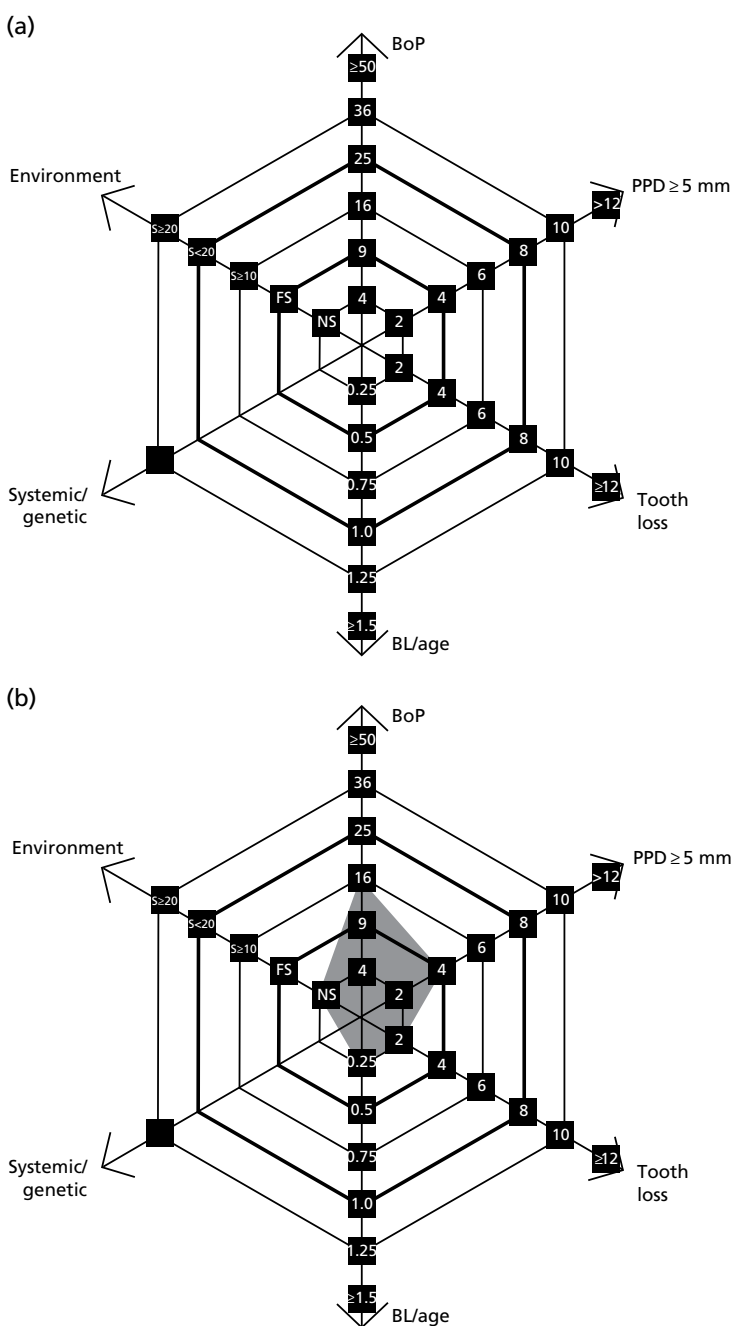 (a)
BoP
≥50
36
Environment
25
PPD ≥ 5 mm
>12
S≥20
10
16
S<20
8
9
S≥10
6
FS
4
4
NS
2
2
0.25
4
0.5
6
8
10
0.75
Systemic/
genetic
≥12
Tooth
loss
1.0
1.25
≥1.5
BL/age
(b)
BoP
≥50
36
Environment
25
PPD ≥ 5 mm
>12
S≥20
10
16
S<20
8
9
S≥10
6
FS
4
4
NS
2
2
0.25
4
0.5
6
8
10
0.75
Systemic/
genetic
≥12
Tooth
loss
1.0
1.25
≥1.5
BL/age